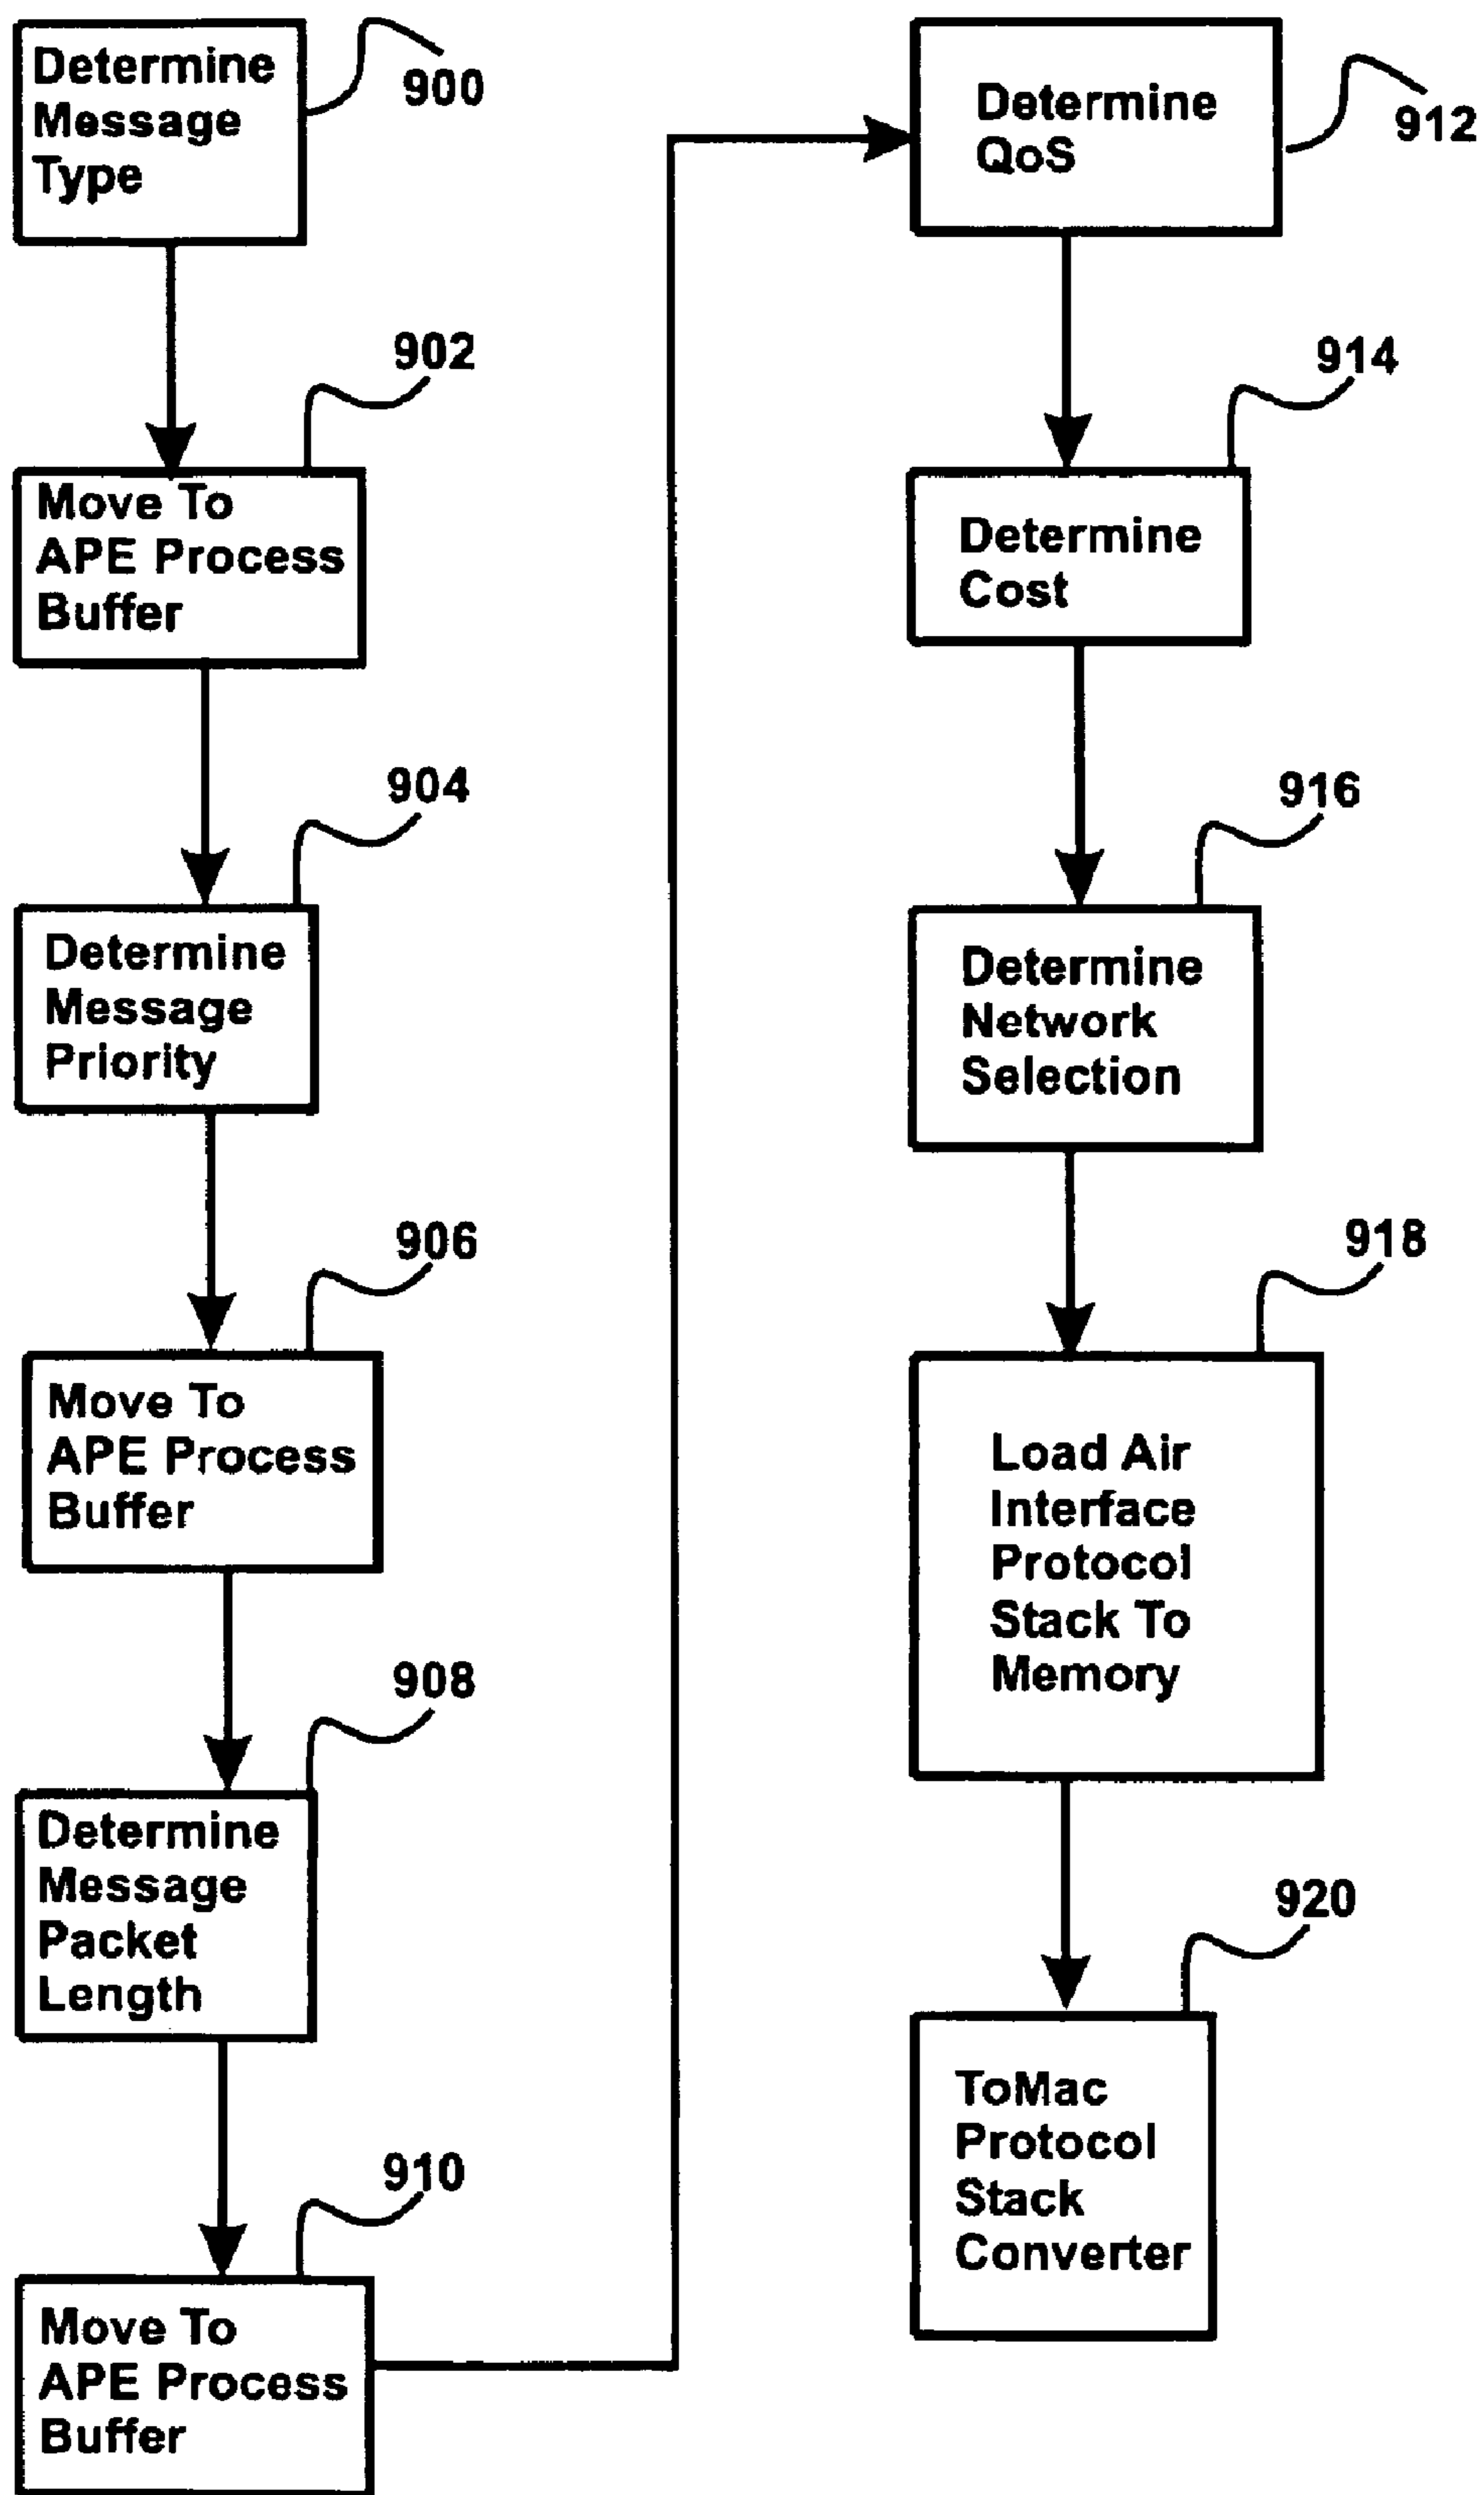 Determine
Message
Type
900
902
Move To
APE Process
Buffer
904
Determine
Message
Priority
906
Move To
APE Process
Buffer
908
Determine
Message
Packet
Length
910
Move To
APE Process
Buffer
Determine
QoS
912
914
Determine
Cost
916
Determine
Network
Selection
918
Load Air
Interface
Protocol
Stack To
Memory
920
ToMac
Protocol
Stack
Converter